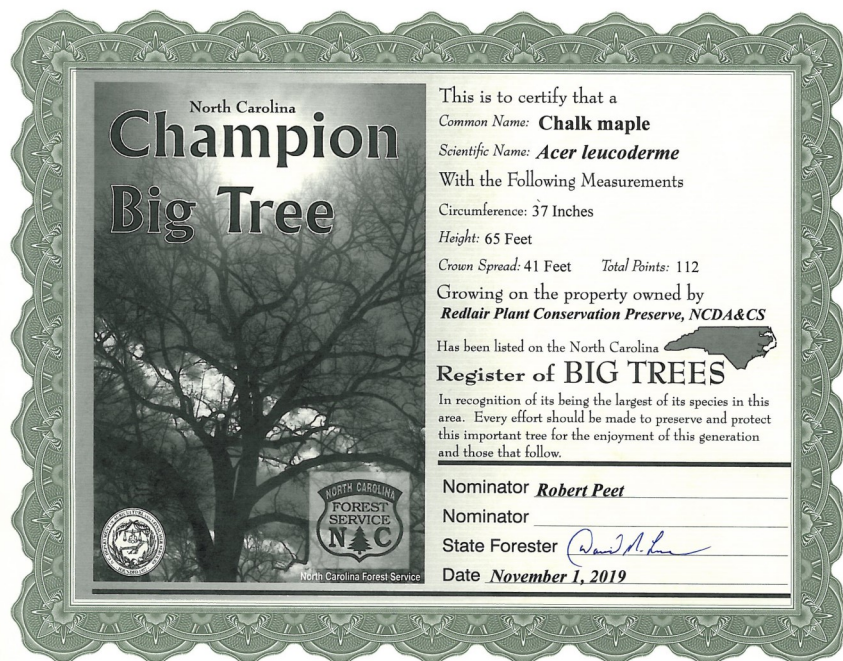 North Carolina
Champion
Big Tree
NORTH CAROLINA
FOREST
SERVICE
N C
North Carolina Forest Service
This is to certify that a
Common Name: Chalk maple
Scientific Name: Acer leucoderme
With the Following Measurements
Circumference: 37 Inches
Height: 65 Feet
Crown Spread: 41 Feet Total Points: 112
Growing on the property owned by
Redlair Plant Conservation Preserve, NCDA&CS
Has been listed on the North Carolina
Register of BIG TREES
In recognition of its being the largest of its species in this
area. Every effort should be made to preserve and protect
this important tree for the enjoyment of this generation
and those that follow.
Nominator Robert Peet
Nominator
State Forester
Date November 1, 2019